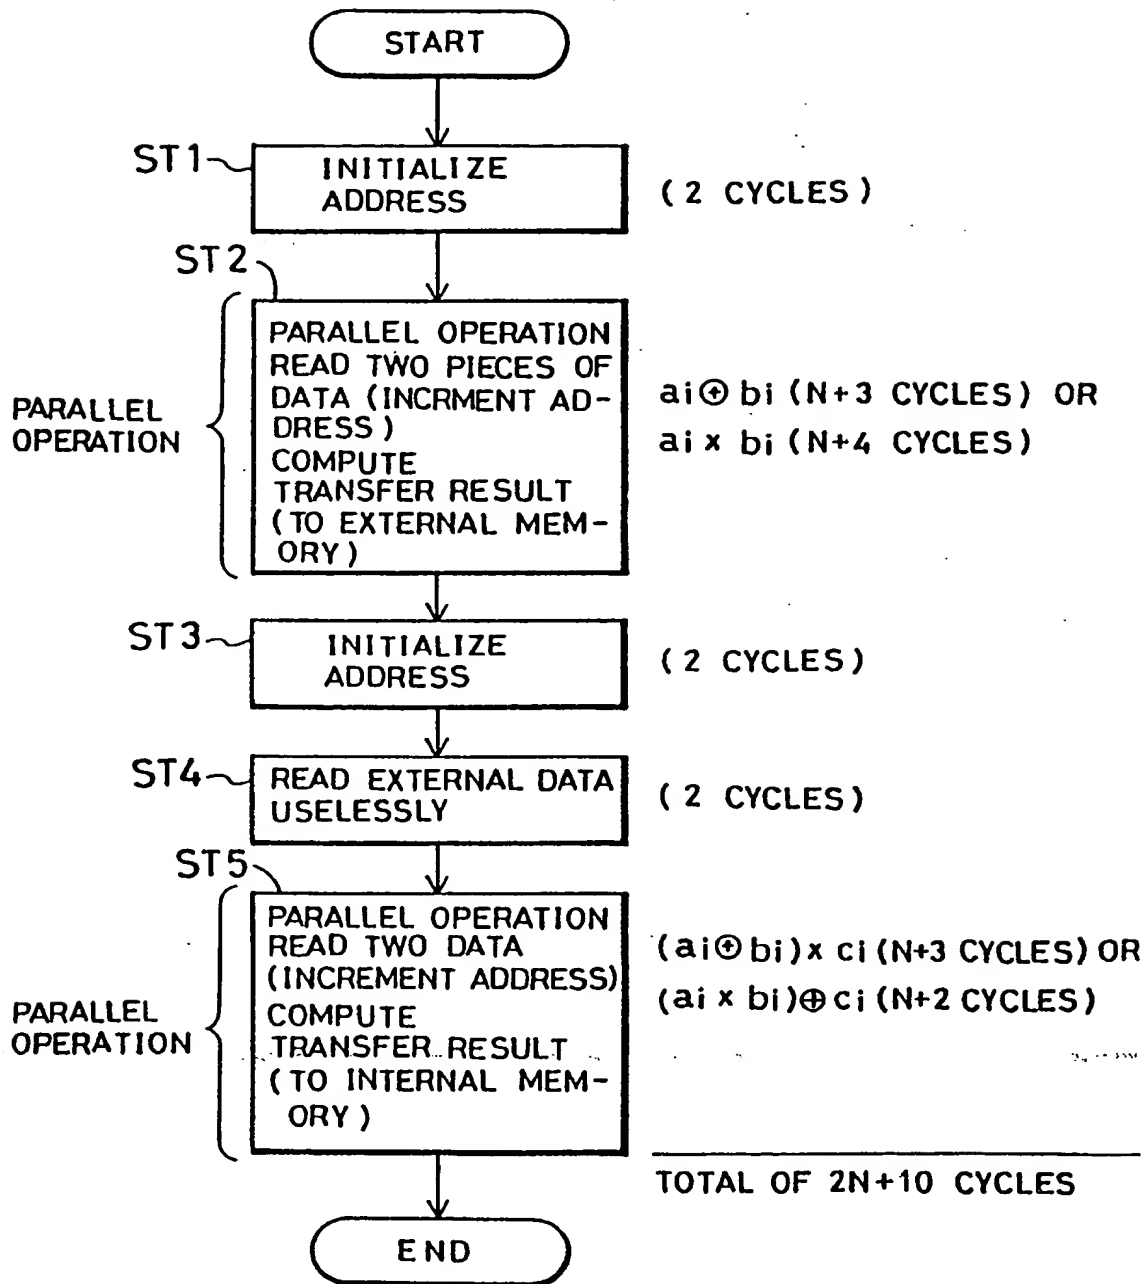 START
ST1
INITIALIZE
ADDRESS
(2 CYCLES)
ST2
PARALLEL
OPERATION
PARALLEL OPERATION
READ TWO PIECES OF
DATA (INCRMENT AD-
DRESS)
COMPUTE
TRANSFER RESULT
(TO EXTERNAL MEM-
ORY)
ai⊕bi (N+3 CYCLES) OR
ai x bi (N+4 CYCLES)
ST3
INITIALIZE
ADDRESS
(2 CYCLES)
ST4
READ EXTERNAL DATA
USELESSLY
(2 CYCLES)
ST5
PARALLEL
OPERATION
PARALLEL OPERATION
READ TWO DATA
(INCREMENT ADDRESS)
COMPUTE
TRANSFER RESULT
(TO INTERNAL MEM-
ORY)
(ai⊕bi)x ci (N+3 CYCLES) OR
(ai x bi)⊕ci (N+2 CYCLES)
TOTAL OF 2N+10 CYCLES
END